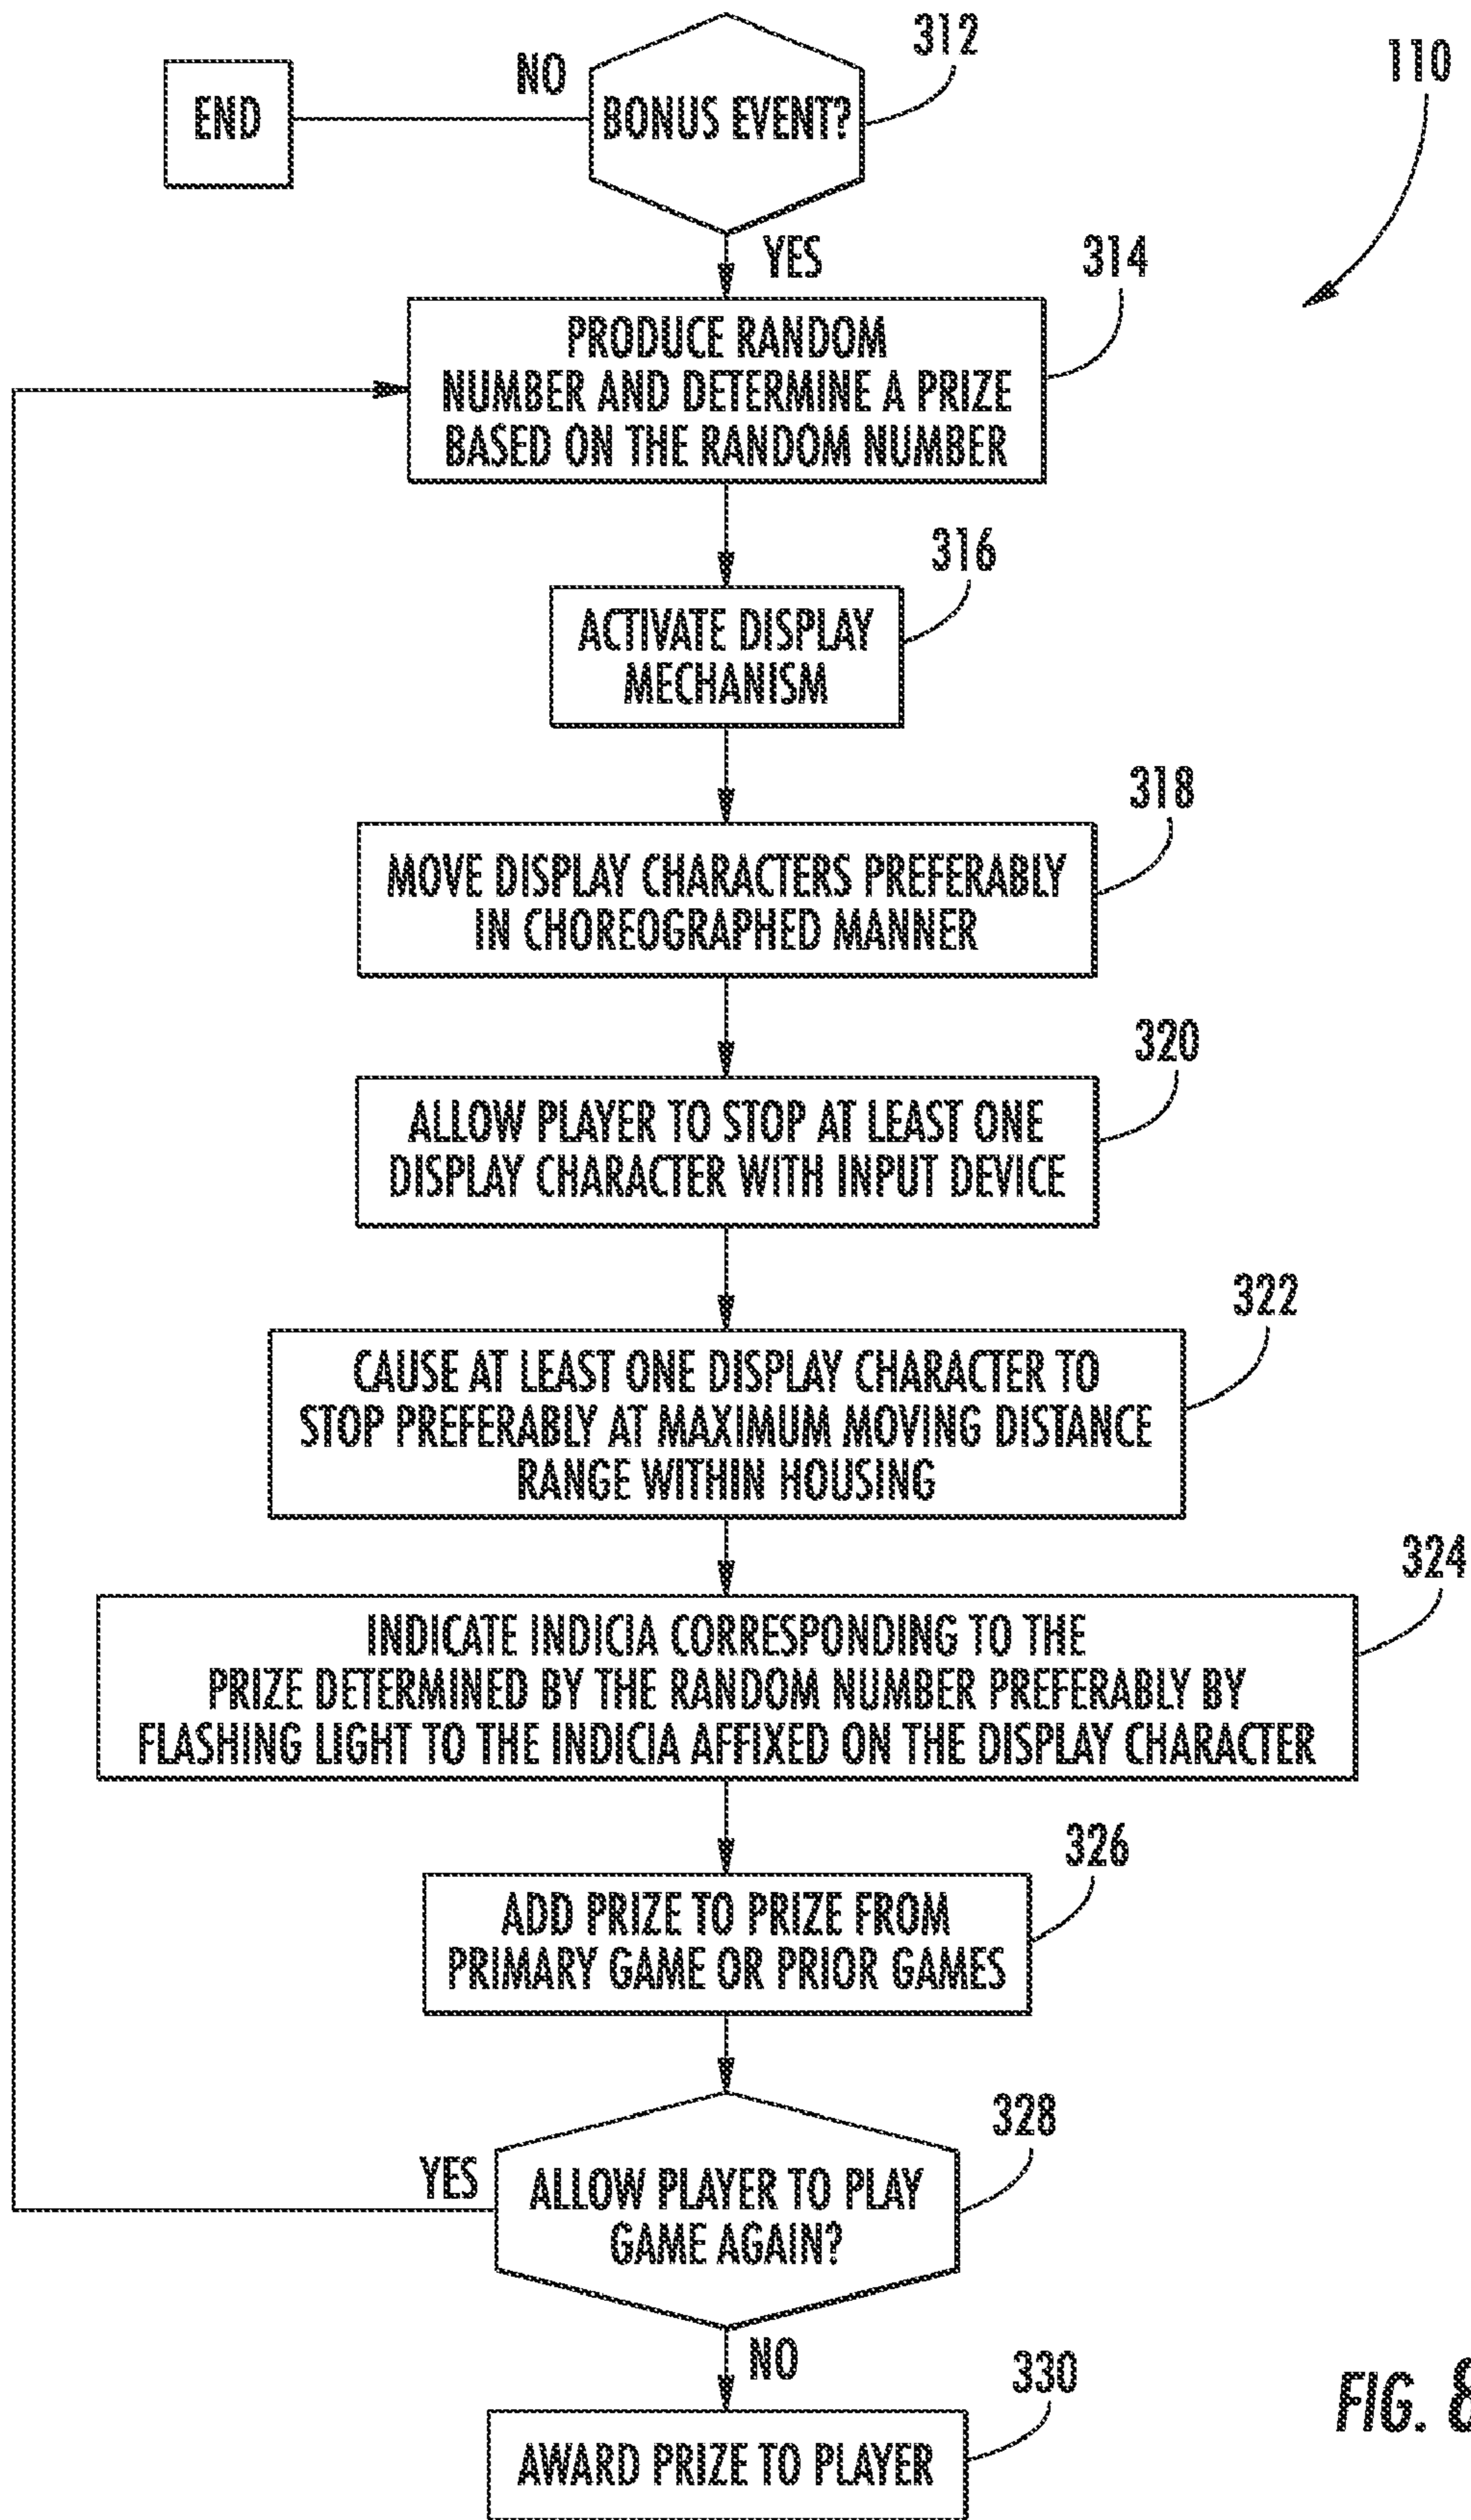 312
110
NO
END
BONUS EVENT?
YES
314
PRODUCE RANDOM
NUMBER AND DETERMINE A PRIZE
BASED ON THE RANDOM NUMBER
316
ACTIVATE DISPLAY
MECHANISM
318
MOVE DISPLAY CHARACTERS PREFERABLY
IN CHOREOGRAPHED MANNER
320
ALLOW PLAYER TO STOP AT LEAST ONE
DISPLAY CHARACTER WITH INPUT DEVICE
322
CAUSE AT LEAST ONE DISPLAY CHARACTER TO
STOP PREFERABLY AT MAXIMUM MOVING DISTANCE
RANGE WITHIN HOUSING
324
INDICATE INDICIA CORRESPONDING TO THE
PRIZE DETERMINED BY THE RANDOM NUMBER PREFERABLY BY
FLASHING LIGHT TO THE INDICIA AFFIXED ON THE DISPLAY CHARACTER
326
ADD PRIZE TO PRIZE FROM
PRIMARY GAME OR PRIOR GAMES
328
YES
ALLOW PLAYER TO PLAY
GAME AGAIN?
NO
330
AWARD PRIZE TO PLAYER
FIG. 8